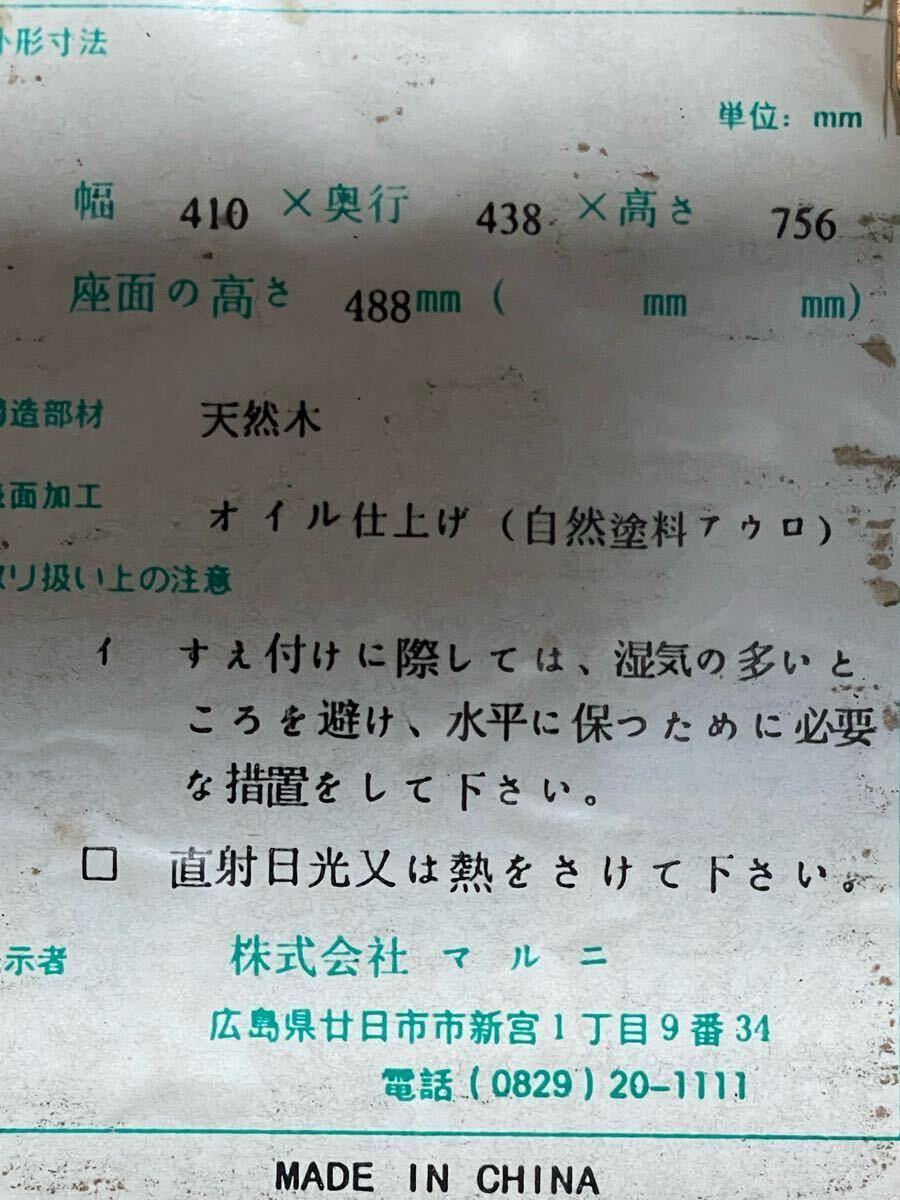 外形寸法
単位：mm
幅 410 ×奥行 438 ×高さ 756
座面の高さ 488mm (　　mm　　mm)
構造部材 天然木
表面加工 オイル仕上げ (自然塗料アウロ)
取り扱い上の注意
イ すえ付けに際しては、湿気の多いと
ころを避け、水平に保つために必要
な措置をして下さい。
ロ 直射日光又は熱をさけて下さい。
表示者 株式会社 マルニ
広島県廿日市市新宮1丁目9番34
電話 (0829) 20-1111
MADE IN CHINA